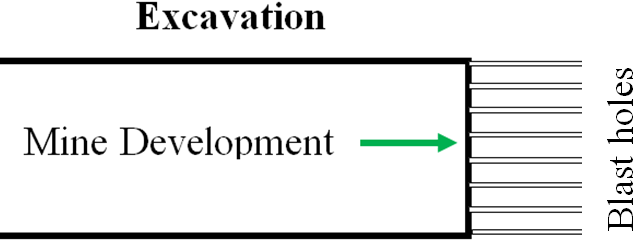 Excavation
Mine Development
Blast holes